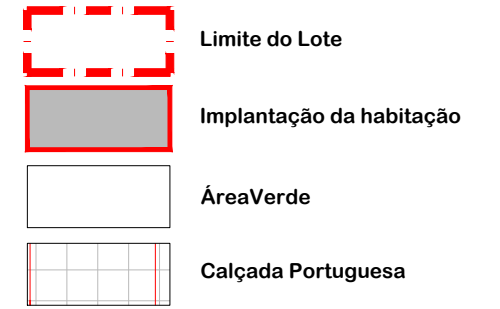 Limite do Lote
Implantação da habitação
ÁreaVerde
Calçada Portuguesa